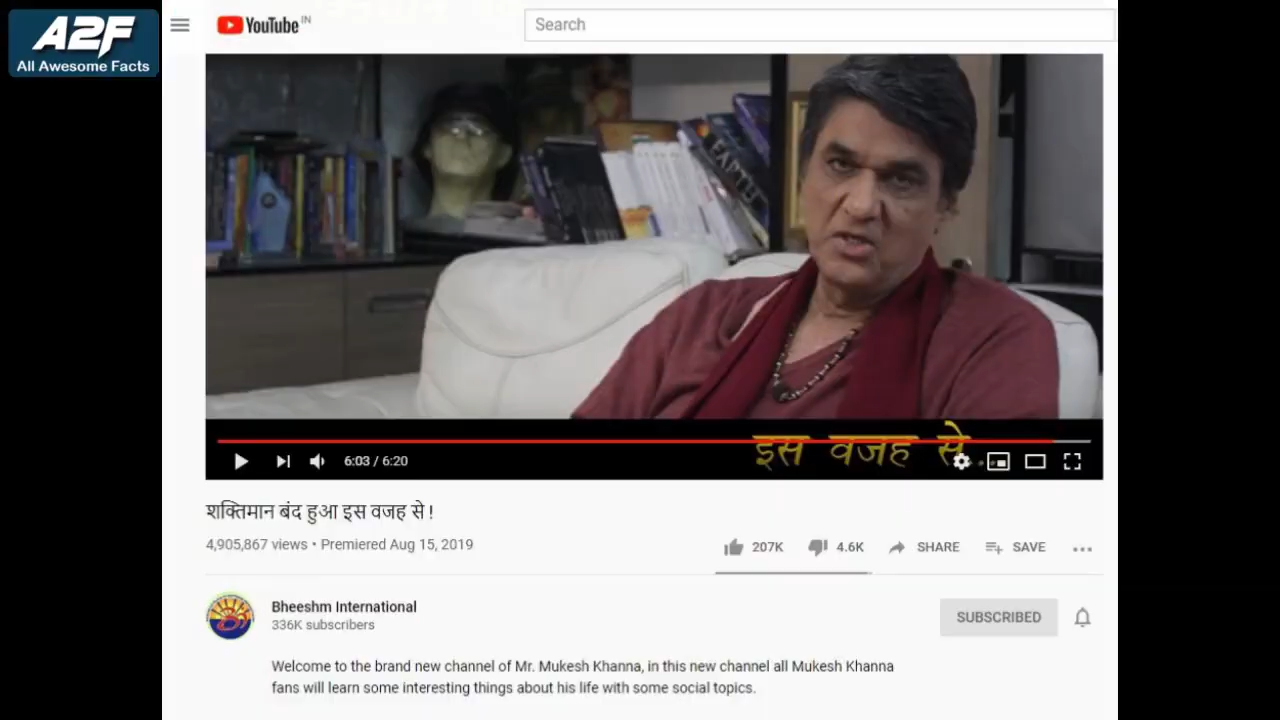 A2F
All Awesome Facts
YouTube IN
Search
EARTH
इस वजह से..
6:03 / 6:20
शक्तिमान बंद हुआ इस वजह से !
4,905,867 views • Premiered Aug 15, 2019
207K 4.6K SHARE SAVE
Bheeshm International
336K subscribers
SUBSCRIBED
Welcome to the brand new channel of Mr. Mukesh Khanna, in this new channel all Mukesh Khanna
fans will learn some interesting things about his life with some social topics.